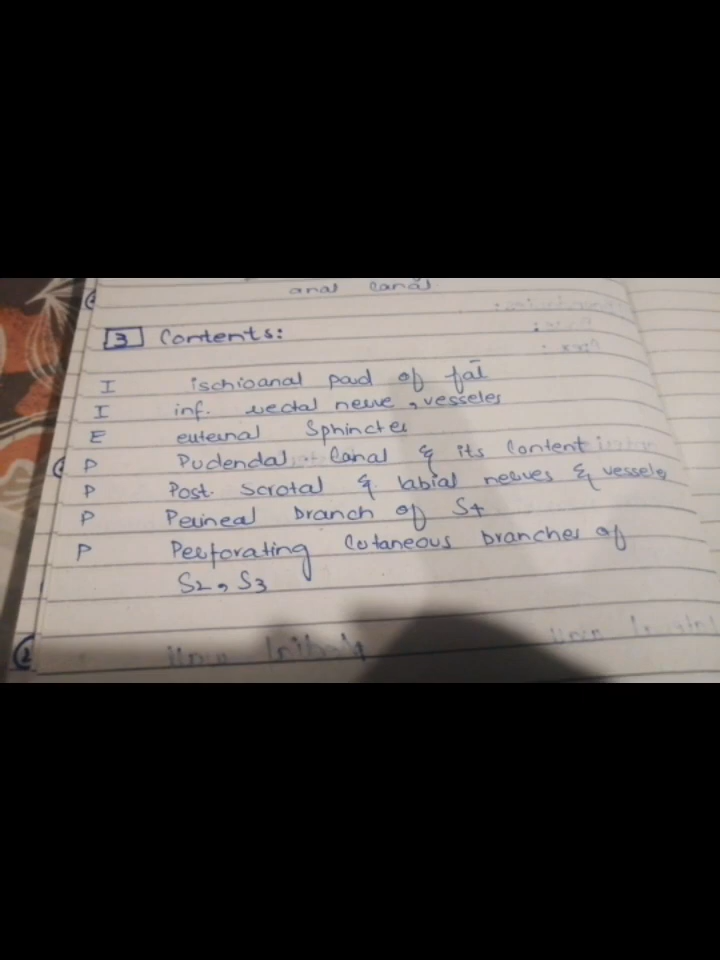 anal canal
3 Contents:
I ischioanal pad of fat
I inf. rectal nerve, vesseles
E external Sphincter
P Pudendal Canal & its Content
P Post. Scrotal & labial nerves & vessels
P Perineal branch of S4
P Perforating Cutaneous branches of
S2, S3